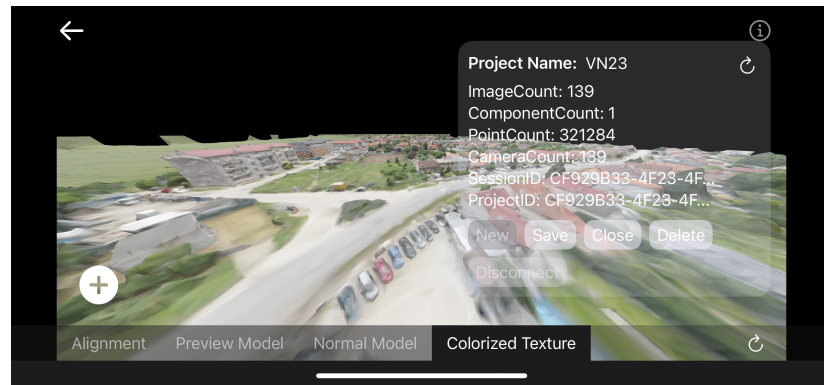 Project Name: VN23
ImageCount: 139
ComponentCount: 1
PointCount: 321284
CameraCount: 139
SessionID: CF929B33-4F23-4F...
ProjectID: CF929B33-4F23-4F...
New Save Close Delete
Disconnect
Alignment Preview Model Normal Model Colorized Texture